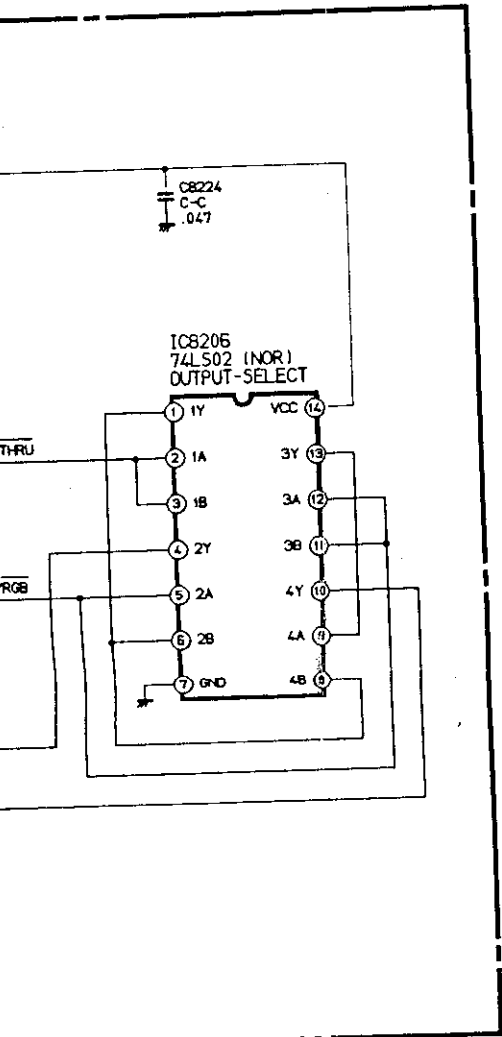 C8224
C-C
.047
IC8206
74LS02 (NOR)
OUTPUT-SELECT
1 1Y VCC 14
THRU 2 1A 3Y 13
3 1B 3A 12
4 2Y 3B 11
RGB 5 2A 4Y 10
6 2B 4A 9
7 GND 4B 8